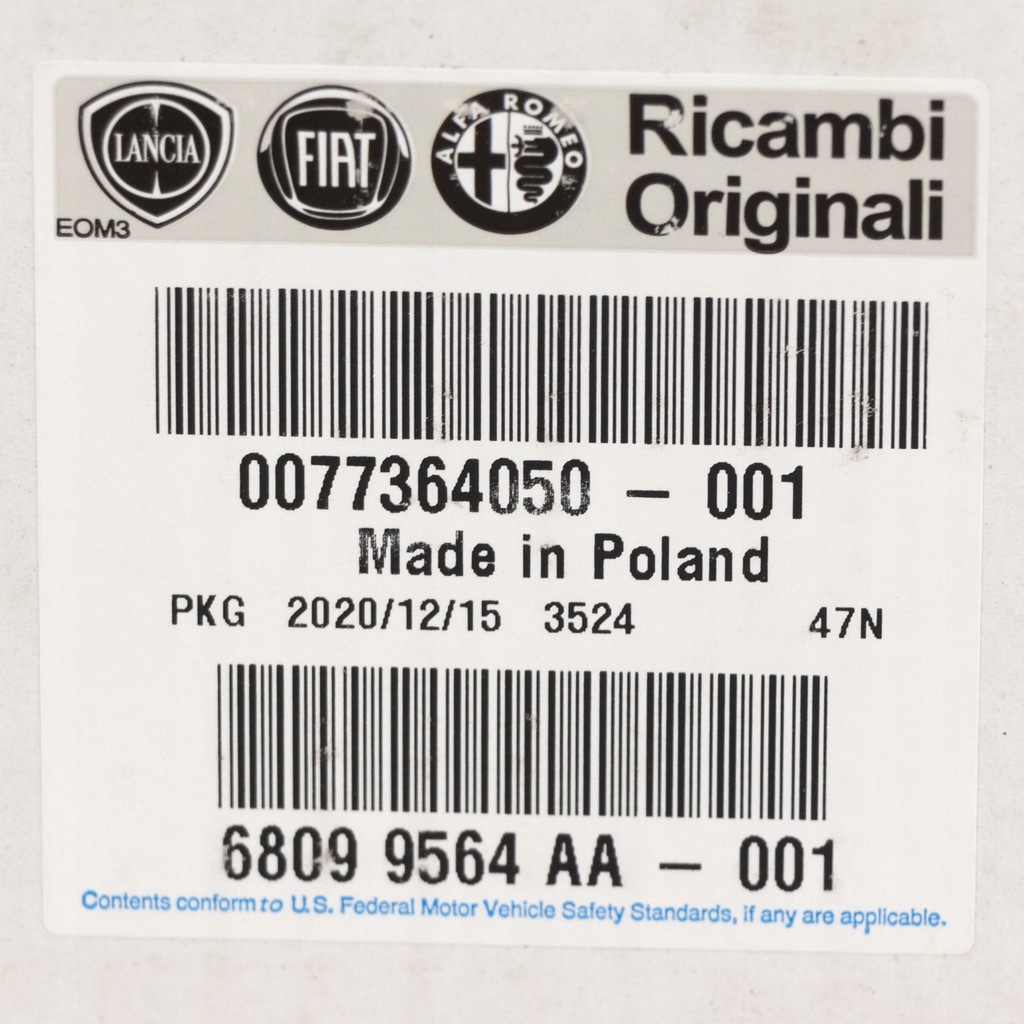 LANCIA
FIAT
ALFA ROMEO
Ricambi
Originali
EOM3
0077364050 – 001
Made in Poland
PKG 2020/12/15 3524 47N
6809 9564 AA – 001
Contents conform to U.S. Federal Motor Vehicle Safety Standards, if any are applicable.